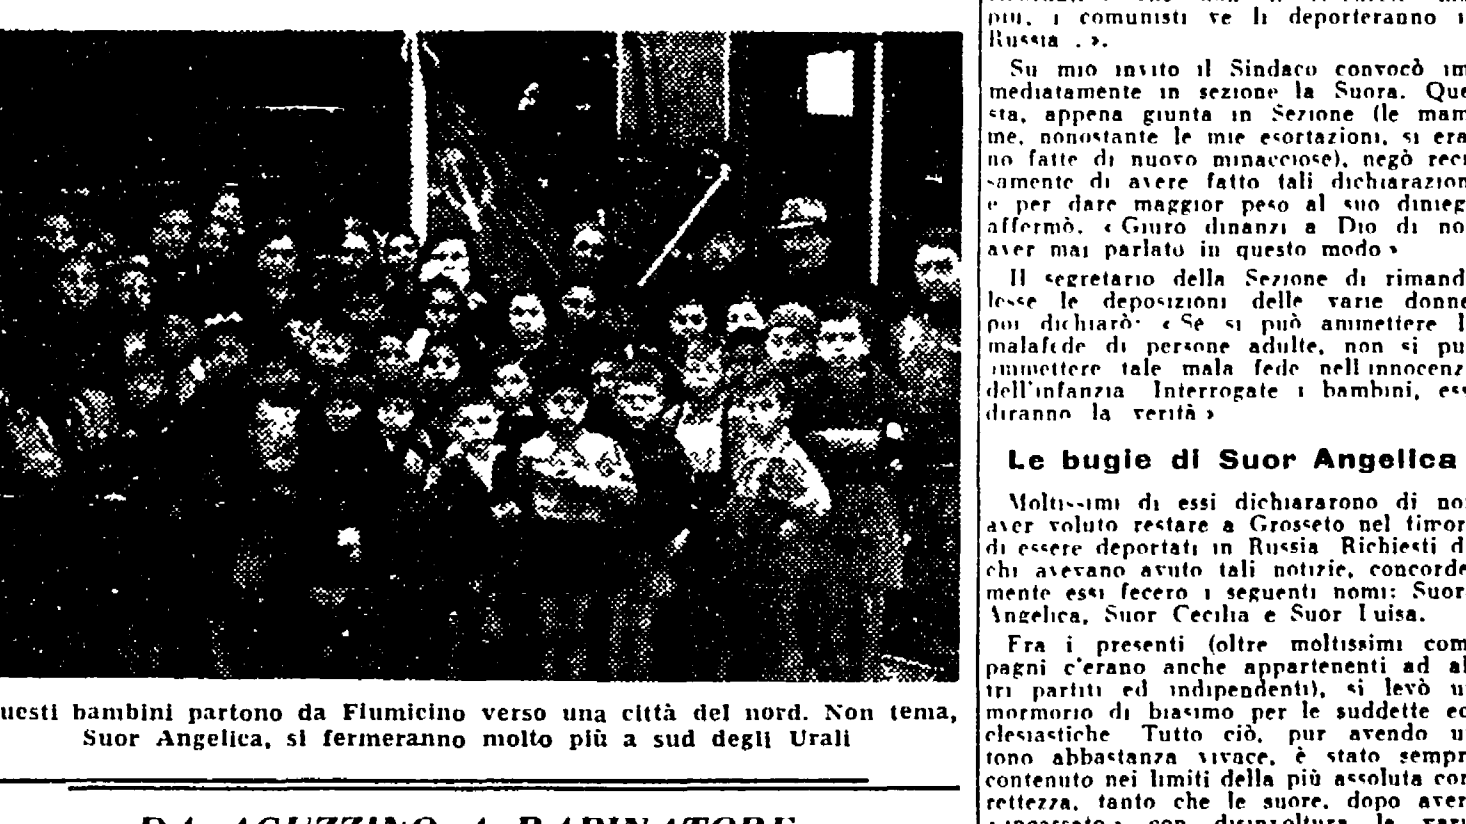 uesti bambini partono da Fiumicino verso una città del nord. Non tema,
Suor Angelica, si fermeranno molto più a sud degli Urali
DA AGUZZINO A RAPINATORE
più, i comunisti ve li deporteranno i
Russia . ».
Su mio invito il Sindaco convocò im
mediatamente in sezione la Suora. Que
sta, appena giunta in Sezione (le mam
me, nonostante le mie esortazioni, si era
no fatte di nuovo minacciose), negò reci
samente di avere fatto tali dichiarazion
e per dare maggior peso al suo dinieg
affermò. « Giuro dinanzi a Dio di no
aver mai parlato in questo modo »
Il segretario della Sezione di rimand
lesse le deposizioni delle varie donne
poi dichiarò: « Se si può ammettere l
malafede di persone adulte, non si pu
ammettere tale mala fede nell innocenz
dell'infanzia Interrogate i bambini, ess
diranno la verità »
Le bugie di Suor Angelica
Moltissimi di essi dichiararono di no
aver voluto restare a Grosseto nel timor
di essere deportati in Russia Richiesti d
chi avevano avuto tali notizie, concorde
mente essi fecero i seguenti nomi: Suor
Angelica, Suor Cecilia e Suor Luisa.
Fra i presenti (oltre moltissimi com
pagni c'erano anche appartenenti ad al
tri partiti ed indipendenti), si levò u
mormorio di biasimo per le suddette ec
clesiastiche Tutto ciò, pur avendo u
tono abbastanza vivace, è stato sempr
contenuto nei limiti della più assoluta cor
rettezza, tanto che le suore, dopo aver
con disinvoltura le